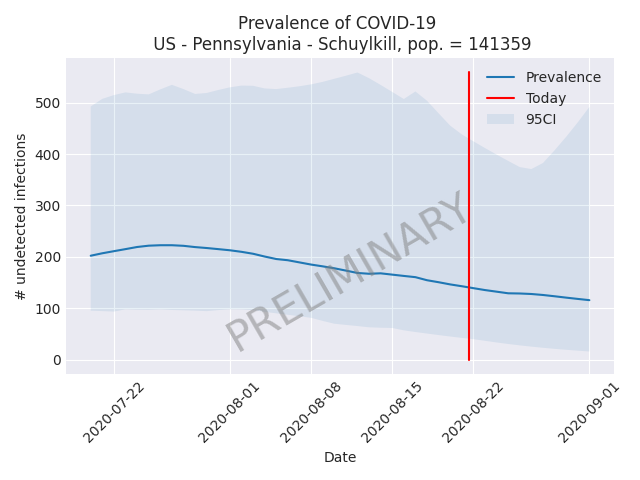 Prevalence of COVID-19
US - Pennsylvania - Schuylkill, pop. = 141359
# undetected infections
500
400
300
200
100
0
Prevalence
Today
95CI
PRELIMINARY
2020-07-22
2020-08-01
2020-08-08
2020-08-15
2020-08-22
2020-09-01
Date